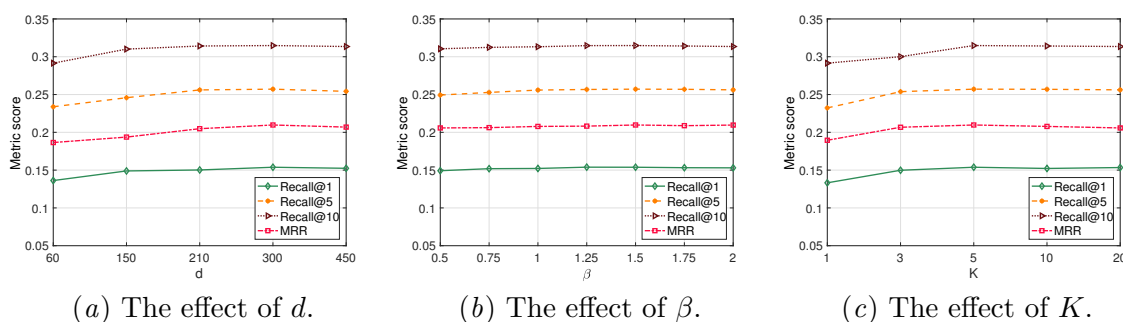 0.35
0.3
0.25
0.2
0.15
0.1
0.05
Metric score
60 150 210 300 450
d
Recall@1
Recall@5
Recall@10
MRR
(a) The effect of d.
0.35
0.3
0.25
0.2
0.15
0.1
0.05
Metric score
0.5 0.75 1 1.25 1.5 1.75 2
β
Recall@1
Recall@5
Recall@10
MRR
(b) The effect of β.
0.35
0.3
0.25
0.2
0.15
0.1
0.05
Metric score
1 3 5 10 20
K
Recall@1
Recall@5
Recall@10
MRR
(c) The effect of K.